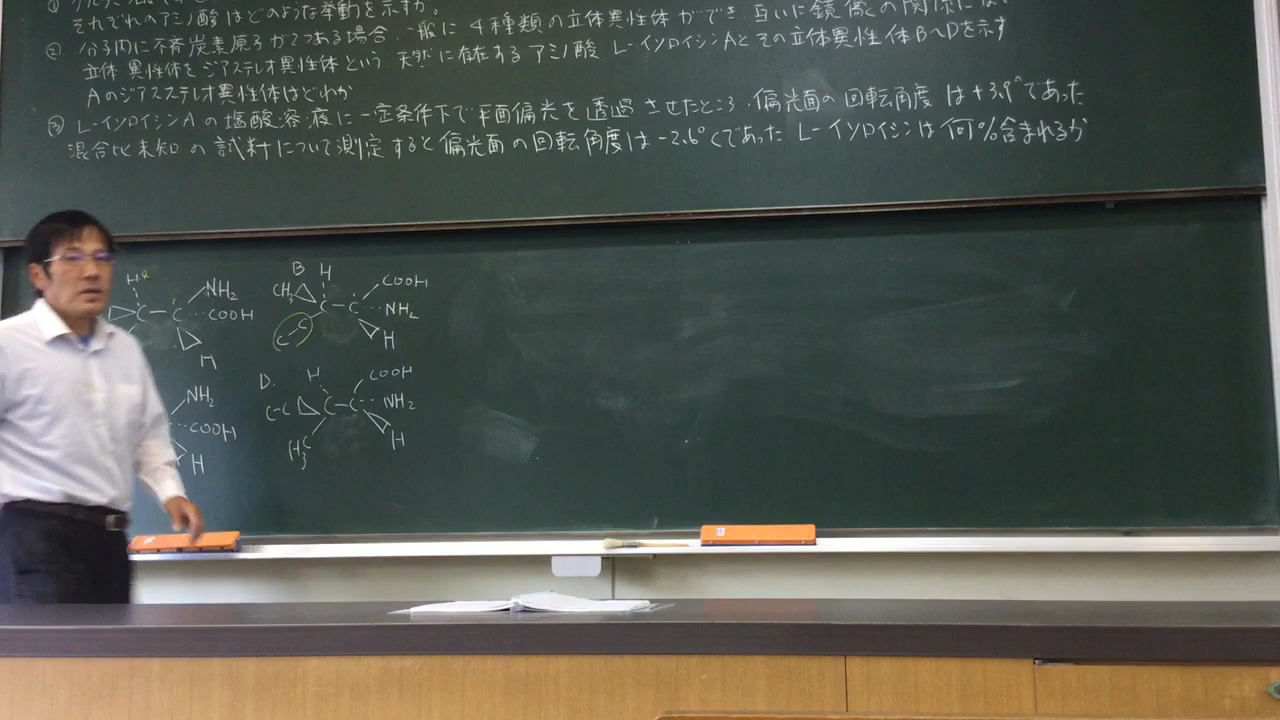 それぞれのアミノ酸はどのような挙動を示すか。
② 分子内に不斉炭素原子が2つある場合、一般に4種類の立体異性体ができ、互いに鏡像の関係にない
立体異性体をジアステレオ異性体という 天然に存在するアミノ酸 L-イソロイシンAとその立体異性体B~Dを示す
Aのジアステレオ異性体はどれか
③ L-イソロイシンAの塩酸溶液に一定条件下で平面偏光を透過させたところ、偏光面の回転角度は+3.9°であった
混合比未知の試料について測定すると偏光面の回転角度は-2.6°くであった L-イソロイシンは何%含まれるか
H
C-C
NH2
COOH
H
B
H
CH3
C-C
COOH
NH2
H
C-C
NH2
COOH
H
D.
H
C-C
C-C
COOH
NH2
H
H3C